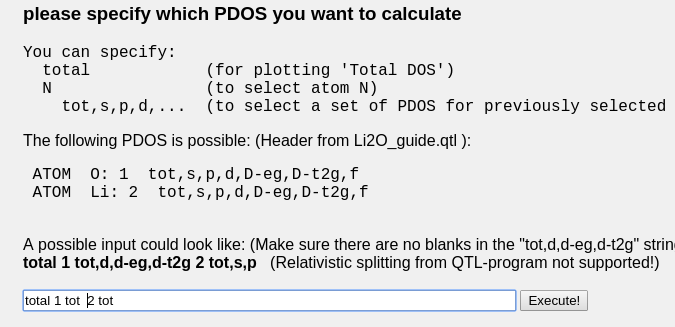 please specify which PDOS you want to calculate
You can specify:
total (for plotting 'Total DOS')
N (to select atom N)
tot,s,p,d,... (to select a set of PDOS for previously selected
The following PDOS is possible: (Header from Li2O_guide.qtl ):
ATOM O: 1 tot,s,p,d,D-eg,D-t2g,f
ATOM Li: 2 tot,s,p,d,D-eg,D-t2g,f
A possible input could look like: (Make sure there are no blanks in the "tot,d,d-eg,d-t2g" strin
total 1 tot,d,d-eg,d-t2g 2 tot,s,p (Relativistic splitting from QTL-program not supported!)
total 1 tot 2 tot Execute!